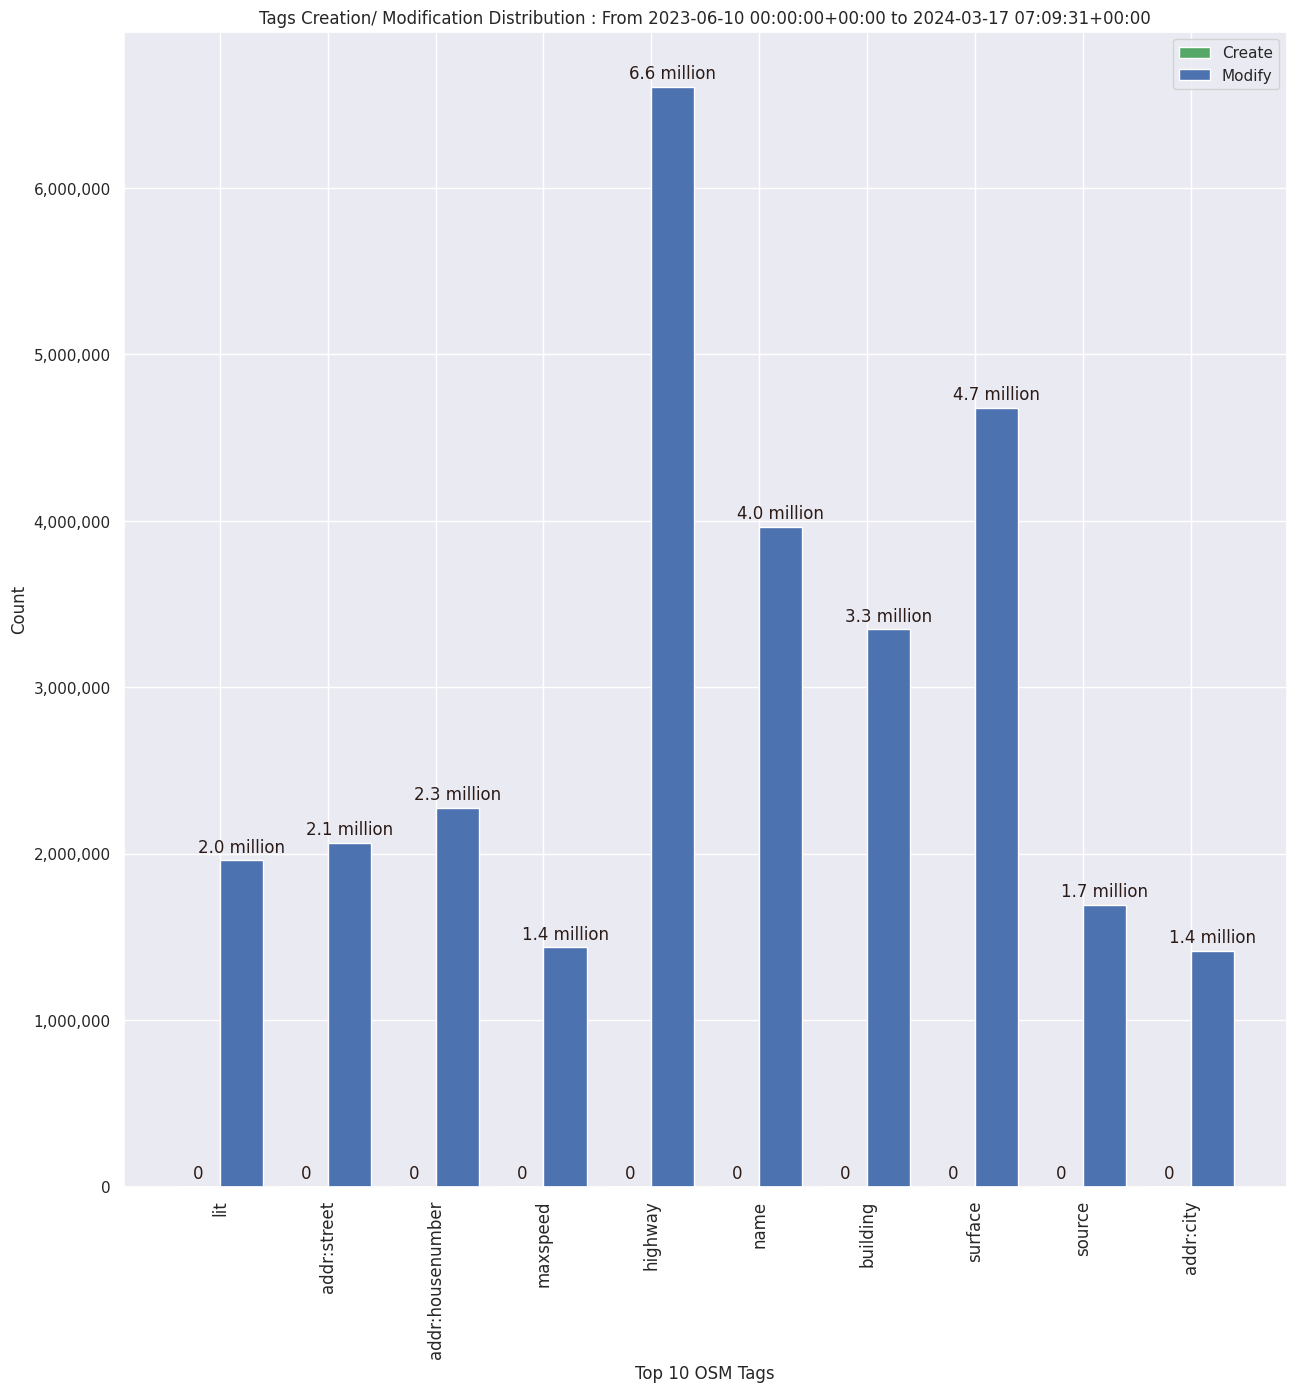 Tags Creation/ Modification Distribution : From 2023-06-10 00:00:00+00:00 to 2024-03-17 07:09:31+00:00
Create
Modify
6.6 million
6,000,000
5,000,000
4.7 million
4.0 million
4,000,000
3.3 million
Count
3,000,000
2.3 million
2.1 million
2.0 million
2,000,000
1.7 million
1.4 million
1.4 million
1,000,000
0 0 0 0 0 0 0 0 0 0
0
lit
addr:street
addr:housenumber
maxspeed
highway
name
building
surface
source
addr:city
Top 10 OSM Tags